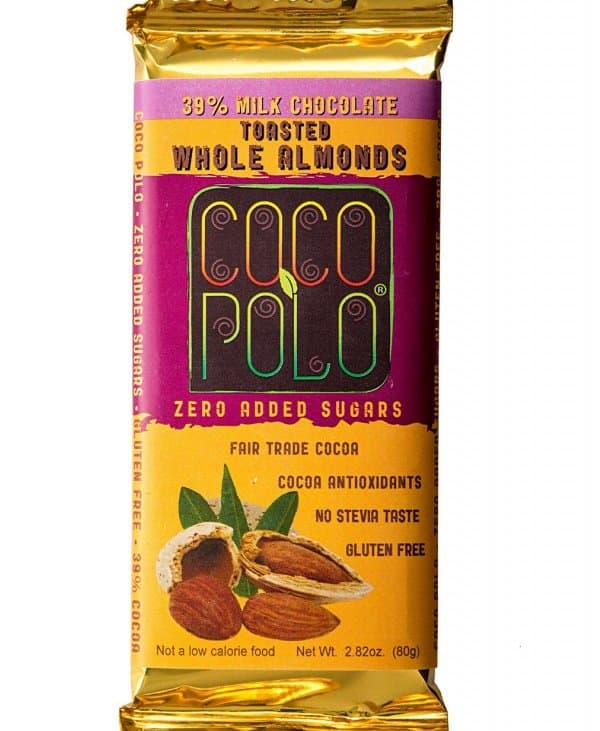 39% MILK CHOCOLATE
TOASTED
WHOLE ALMONDS
COCO
POLO®
ZERO ADDED SUGARS
FAIR TRADE COCOA
COCOA ANTIOXIDANTS
NO STEVIA TASTE
GLUTEN FREE
Not a low calorie food Net Wt. 2.82oz. (80g)
COCO POLO • ZERO ADDED SUGARS • GLUTEN FREE • 39% COCOA